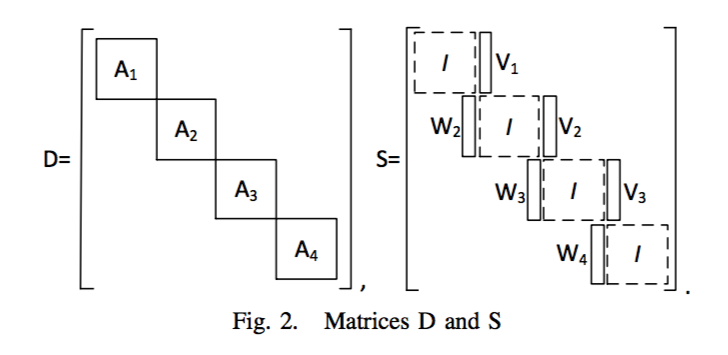 D=
A1
A2
A3
A4
,
S=
I V1
W2 I V2
W3 I V3
W4 I
.
Fig. 2. Matrices D and S